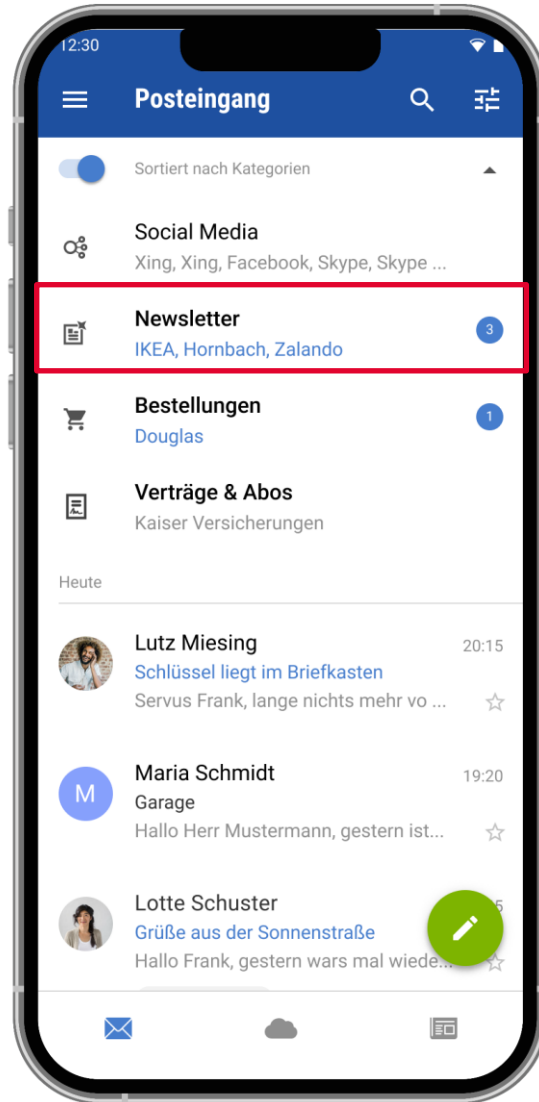 12:30
Posteingang
Sortiert nach Kategorien
Social Media
Xing, Xing, Facebook, Skype, Skype ...
Newsletter
3
IKEA, Hornbach, Zalando
Bestellungen
1
Douglas
Verträge & Abos
Kaiser Versicherungen
Heute
Lutz Miesing
20:15
Schlüssel liegt im Briefkasten
Servus Frank, lange nichts mehr vo ...
M
Maria Schmidt
19:20
Garage
Hallo Herr Mustermann, gestern ist...
Lotte Schuster
Grüße aus der Sonnenstraße
Hallo Frank, gestern wars mal wiede...